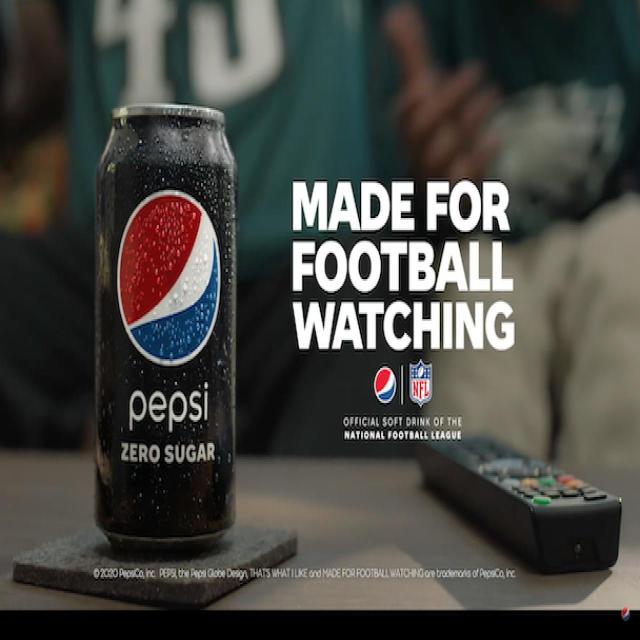 43
MADE FOR
FOOTBALL
WATCHING
NFL
OFFICIAL SOFT DRINK OF THE
NATIONAL FOOTBALL LEAGUE
pepsi
ZERO SUGAR
© 2020 PepsiCo, Inc. PEPSI, the Pepsi Globe Design, THAT'S WHAT I LIKE and MADE FOR FOOTBALL WATCHING are trademarks of PepsiCo, Inc.